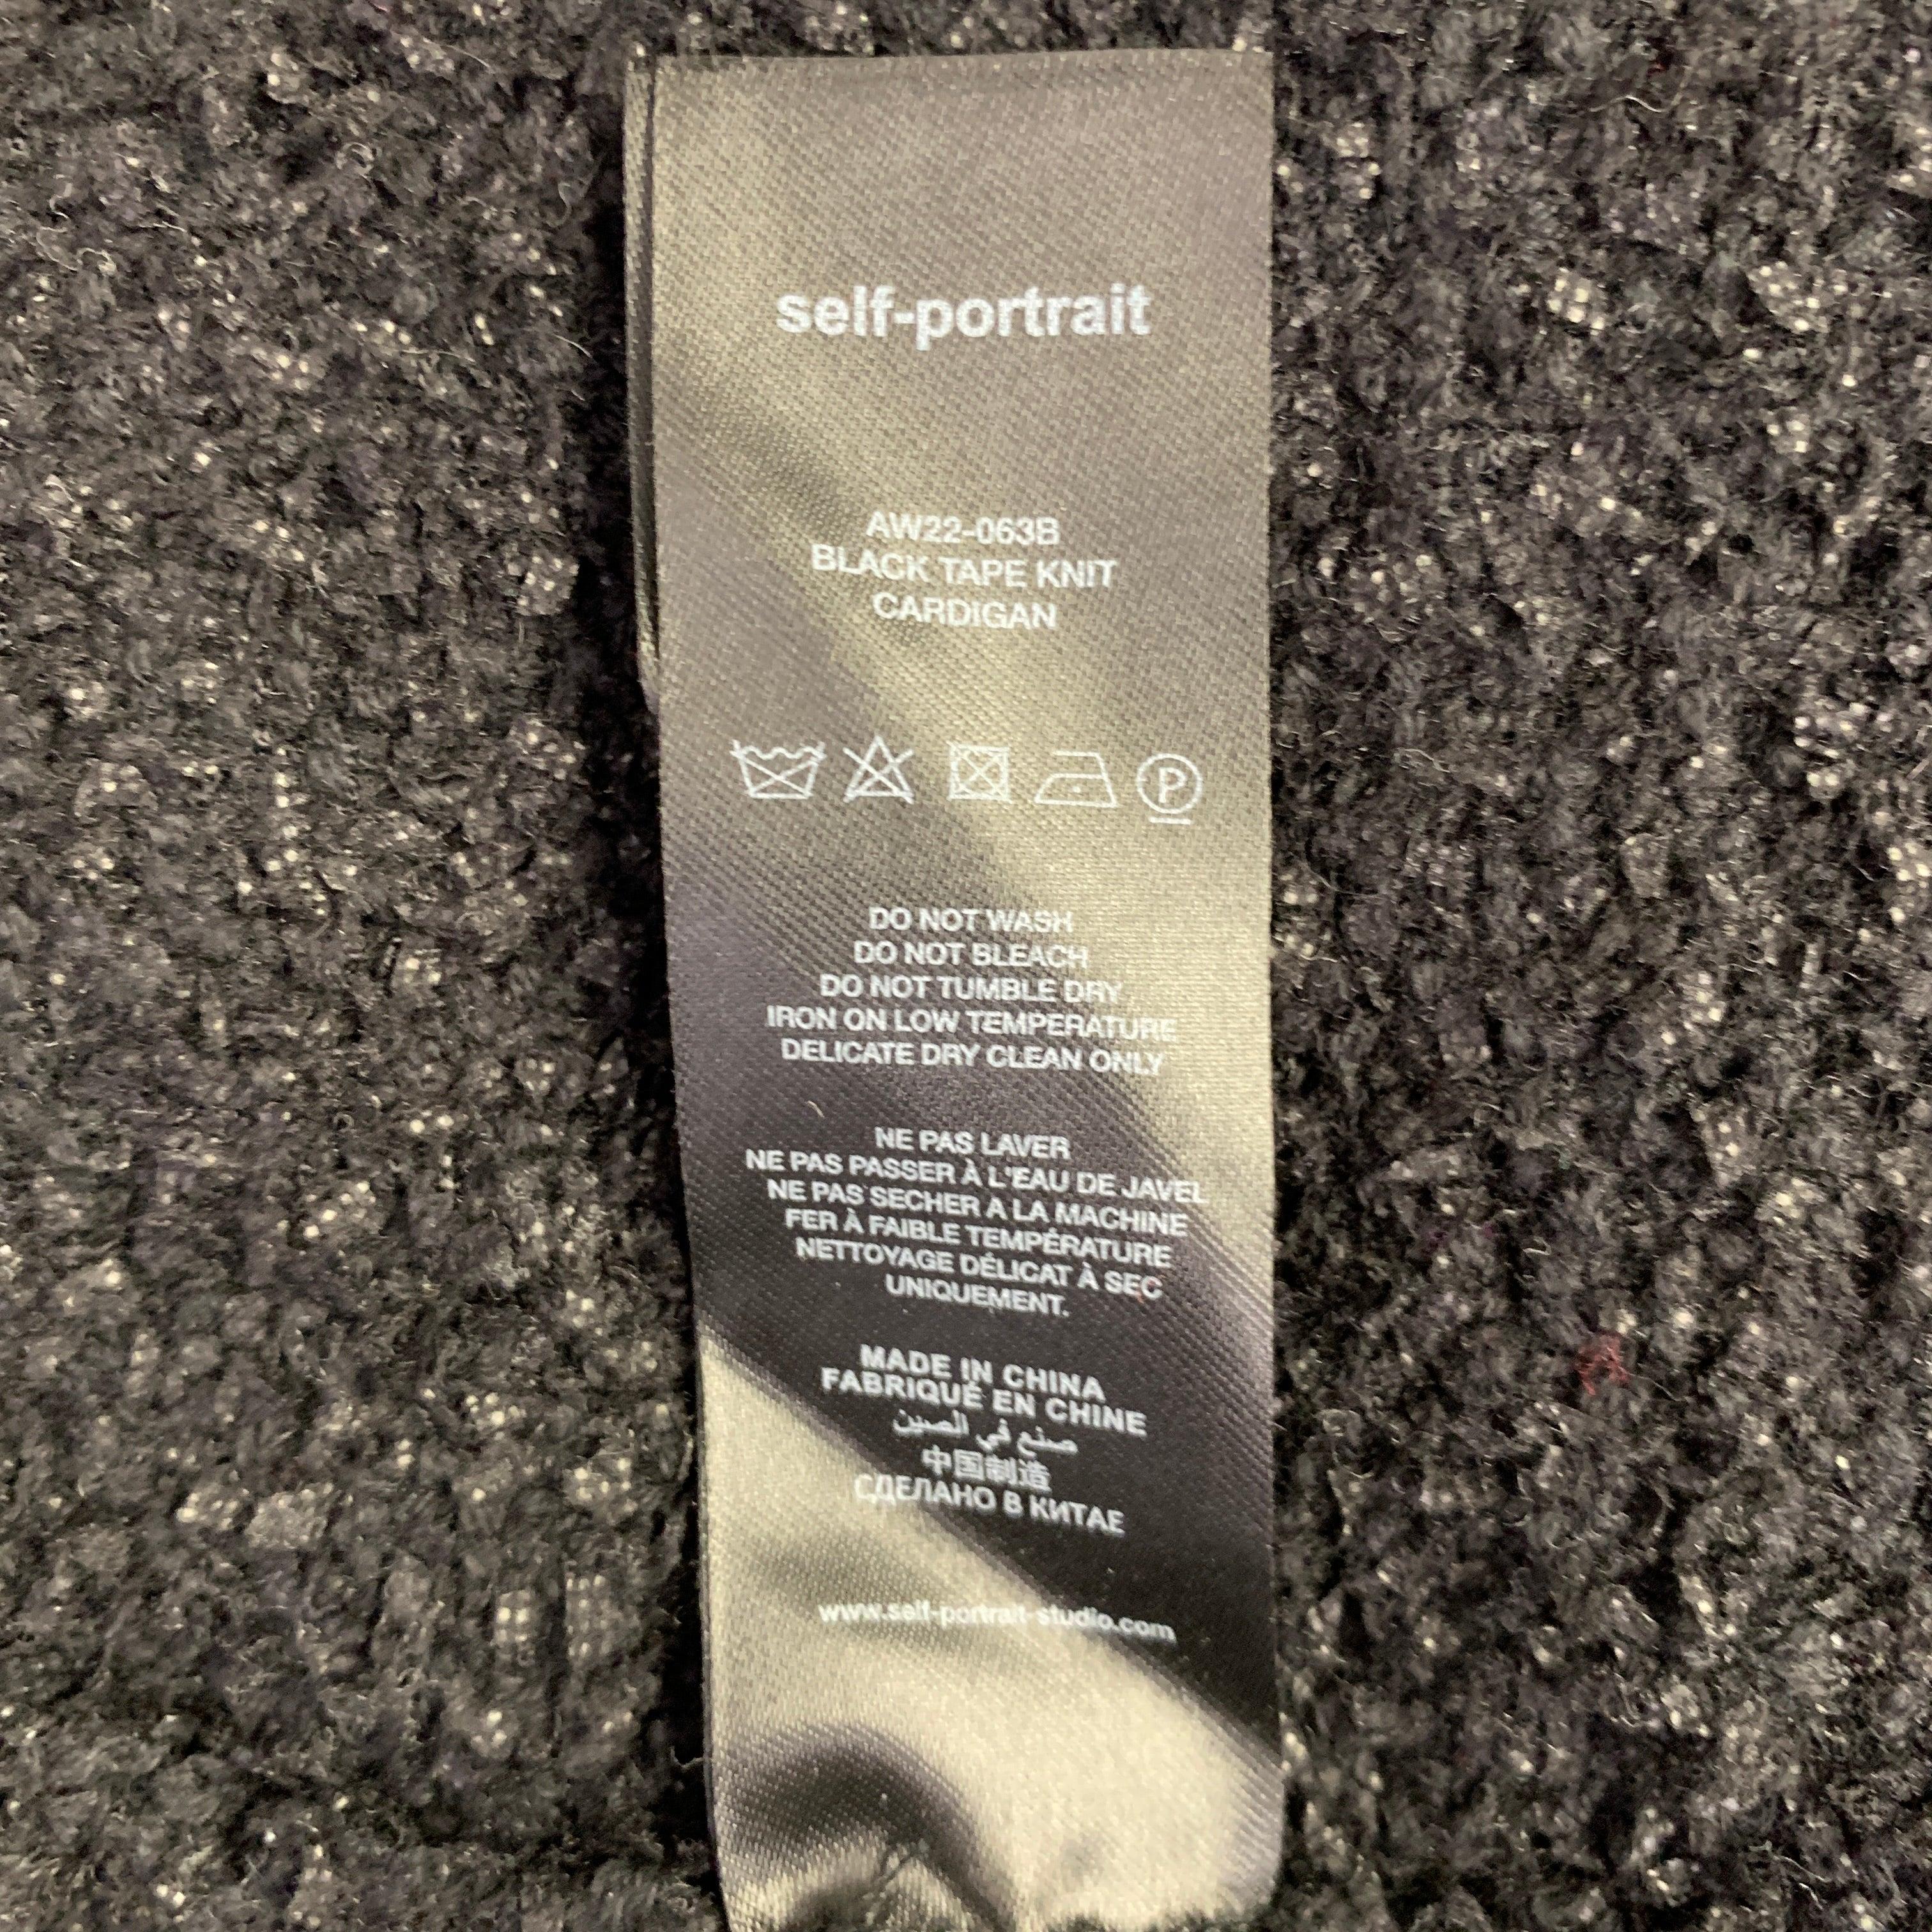 self-portrait
AW22-063B
BLACK TAPE KNIT
CARDIGAN
P
DO NOT WASH
DO NOT BLEACH
DO NOT TUMBLE DRY
IRON ON LOW TEMPERATURE
DELICATE DRY CLEAN ONLY
NE PAS LAVER
NE PAS PASSER À L'EAU DE JAVEL
NE PAS SECHER A LA MACHINE
FER À FAIBLE TEMPÉRATURE
NETTOYAGE DÉLICAT À SEC
UNIQUEMENT.
MADE IN CHINA
FABRIQUÉ EN CHINE
صنع في الصين
中国制造
СДЕЛАНО В КИТАЕ
www.self-portrait-studio.com